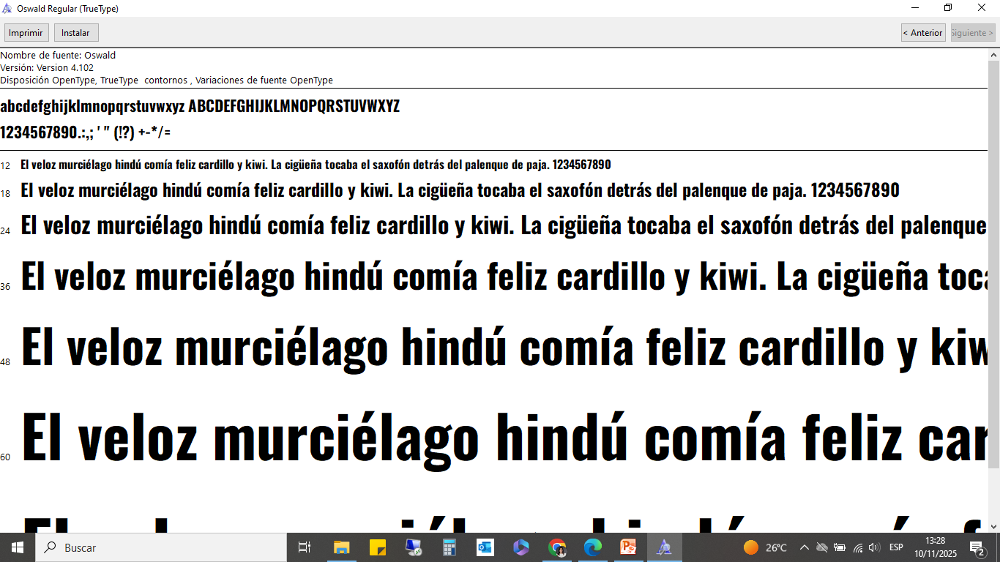 Oswald Regular (TrueType)
Imprimir Instalar < Anterior Siguiente >
Nombre de fuente: Oswald
Versión: Version 4.102
Disposición OpenType, TrueType contornos , Variaciones de fuente OpenType
abcdefghijklmnopqrstuvwxyz ABCDEFGHIJKLMNOPQRSTUVWXYZ
1234567890.:,; ' " (!?) +-*/=
12 El veloz murciélago hindú comía feliz cardillo y kiwi. La cigüeña tocaba el saxofón detrás del palenque de paja. 1234567890
18 El veloz murciélago hindú comía feliz cardillo y kiwi. La cigüeña tocaba el saxofón detrás del palenque de paja. 1234567890
24 El veloz murciélago hindú comía feliz cardillo y kiwi. La cigüeña tocaba el saxofón detrás del palenque
36 El veloz murciélago hindú comía feliz cardillo y kiwi. La cigüeña toca
48 El veloz murciélago hindú comía feliz cardillo y kiw
60 El veloz murciélago hindú comía feliz car
Buscar 26°C ESP 13:28
10/11/2025 2